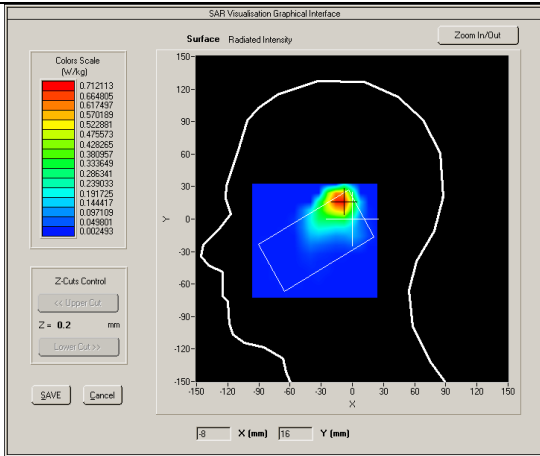 SAR Visualisation Graphical Interface
Surface Radiated Intensity
Zoom In/Out
Colors Scale
(W/kg)
0.712113
0.664805
0.617497
0.570189
0.522881
0.475573
0.428265
0.380957
0.333649
0.286341
0.239033
0.191725
0.144417
0.097109
0.049801
0.002493
Z-Cuts Control
<< Upper Cut
Z = 0.2 mm
Lower Cut >>
SAVE Cancel
150-
120-
90-
60-
30-
0-
-30-
-60-
-90-
-120-
-150-
Y
-150 -120 -90 -60 -30 0 30 60 90 120 150
X
-8 X (mm) 16 Y (mm)